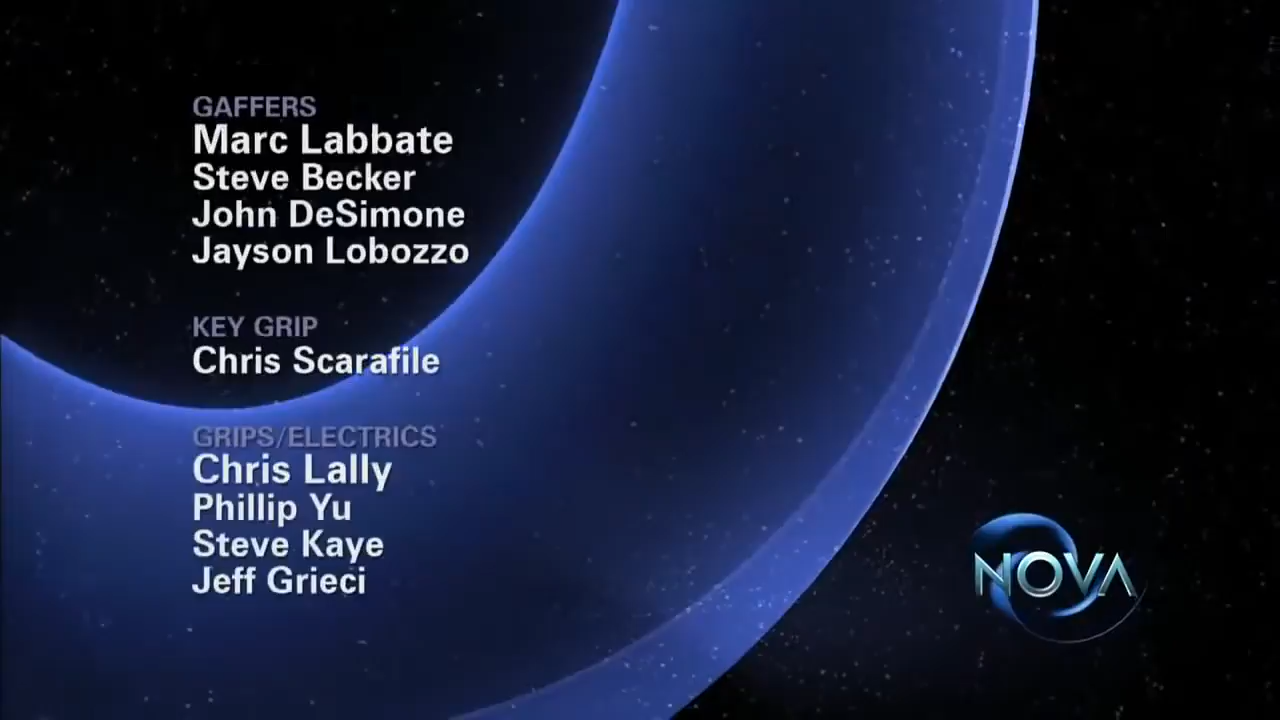 GAFFERS
Marc Labbate
Steve Becker
John DeSimone
Jayson Lobozzo
KEY GRIP
Chris Scarafile
GRIPS/ELECTRICS
Chris Lally
Phillip Yu
Steve Kaye
Jeff Grieci
NOVA